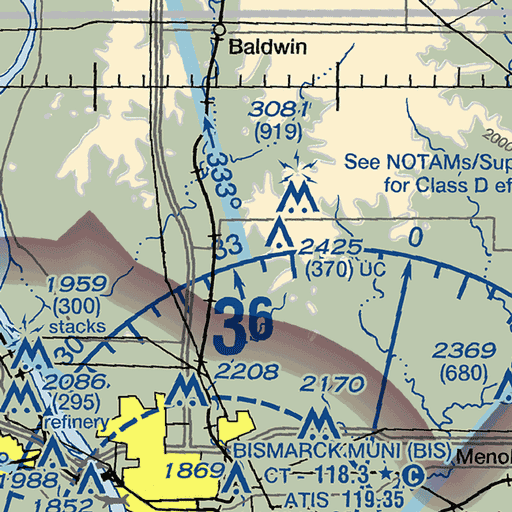 Baldwin
3081
(919)
2000
See NOTAMs/Sup
for Class D ef
333°
33
0
2425
(370) UC
1959
(300)
stacks
36
30
2369
(680)
2086
(295)
refinery
2208
2170
BISMARCK MUNI (BIS)
Menok
1869
CT - 118.3 ★ C
1988
1852
ATIS 119.35